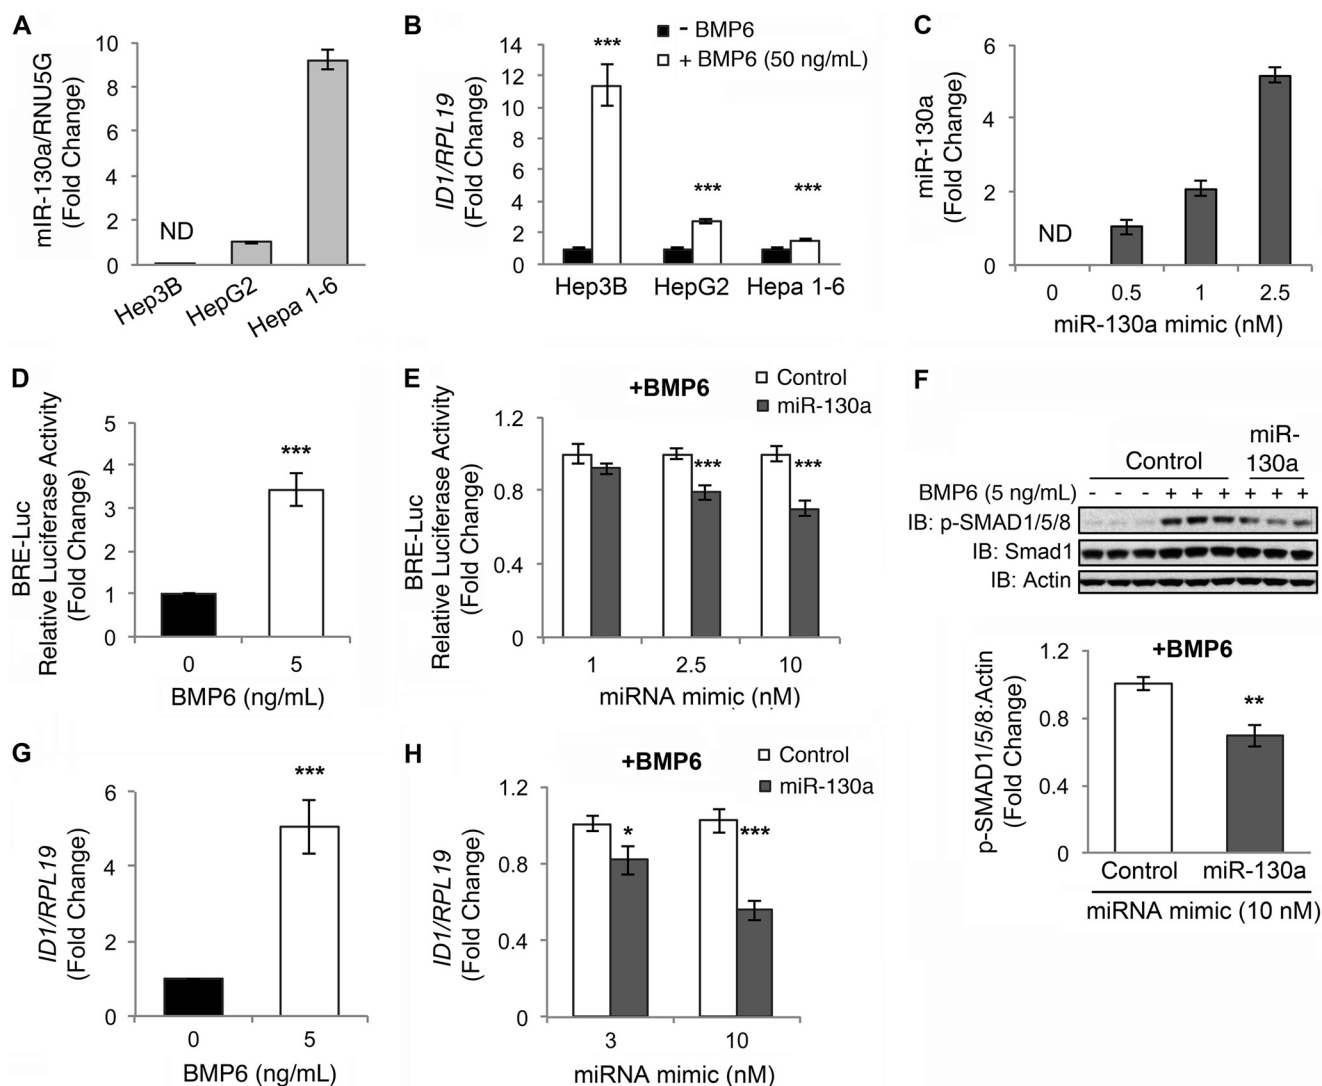 A
mIR-130a/RNU5G
(Fold Change)
10
8
6
4
2
0
ND
Hep3B
HepG2
Hepa 1-6
B
- BMP6
+ BMP6 (50 ng/mL)
ID1/RPL19
(Fold Change)
14
12
10
8
6
4
2
0
***
***
***
Hep3B HepG2 Hepa 1-6
C
miR-130a
(Fold Change)
6
4
2
0
ND
0 0.5 1 2.5
miR-130a mimic (nM)
D
BRE-Luc
Relative Luciferase Activity
(Fold Change)
5
4
3
2
1
0
***
0 5
BMP6 (ng/mL)
E
+BMP6
Control
miR-130a
BRE-Luc
Relative Luciferase Activity
(Fold Change)
1.2
0.8
0.4
0
***
***
1 2.5 10
miRNA mimic (nM)
F
miR-
130a
Control
BMP6 (5 ng/mL) - - - + + + + + +
IB: p-SMAD1/5/8
IB: Smad1
IB: Actin
+BMP6
p-SMAD1/5/8:Actin
(Fold Change)
1.2
0.8
0.4
0
**
Control miR-130a
miRNA mimic (10 nM)
G
ID1/RPL19
(Fold Change)
6
4
2
0
***
0 5
BMP6 (ng/mL)
H
+BMP6
Control
miR-130a
ID1/RPL19
(Fold Change)
1.2
0.8
0.4
0
*
***
3 10
miRNA mimic (nM)